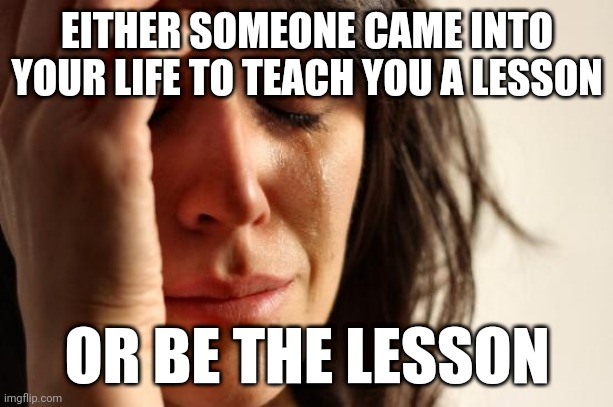 EITHER SOMEONE CAME INTO
YOUR LIFE TO TEACH YOU A LESSON
OR BE THE LESSON
imgflip.com